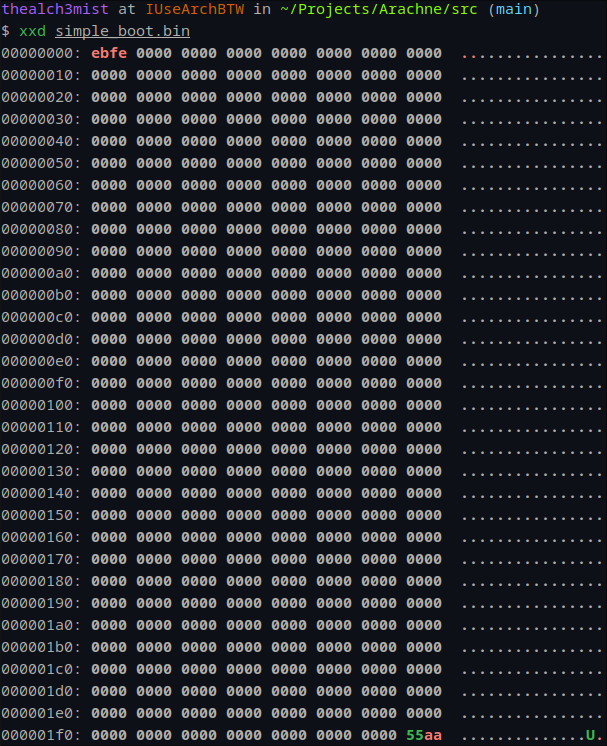 thealch3mist at IUseArchBTW in ~/Projects/Arachne/src (main)
$ xxd simple_boot.bin
00000000: ebfe 0000 0000 0000 0000 0000 0000 0000  ................
00000010: 0000 0000 0000 0000 0000 0000 0000 0000  ................
00000020: 0000 0000 0000 0000 0000 0000 0000 0000  ................
00000030: 0000 0000 0000 0000 0000 0000 0000 0000  ................
00000040: 0000 0000 0000 0000 0000 0000 0000 0000  ................
00000050: 0000 0000 0000 0000 0000 0000 0000 0000  ................
00000060: 0000 0000 0000 0000 0000 0000 0000 0000  ................
00000070: 0000 0000 0000 0000 0000 0000 0000 0000  ................
00000080: 0000 0000 0000 0000 0000 0000 0000 0000  ................
00000090: 0000 0000 0000 0000 0000 0000 0000 0000  ................
000000a0: 0000 0000 0000 0000 0000 0000 0000 0000  ................
000000b0: 0000 0000 0000 0000 0000 0000 0000 0000  ................
000000c0: 0000 0000 0000 0000 0000 0000 0000 0000  ................
000000d0: 0000 0000 0000 0000 0000 0000 0000 0000  ................
000000e0: 0000 0000 0000 0000 0000 0000 0000 0000  ................
000000f0: 0000 0000 0000 0000 0000 0000 0000 0000  ................
00000100: 0000 0000 0000 0000 0000 0000 0000 0000  ................
00000110: 0000 0000 0000 0000 0000 0000 0000 0000  ................
00000120: 0000 0000 0000 0000 0000 0000 0000 0000  ................
00000130: 0000 0000 0000 0000 0000 0000 0000 0000  ................
00000140: 0000 0000 0000 0000 0000 0000 0000 0000  ................
00000150: 0000 0000 0000 0000 0000 0000 0000 0000  ................
00000160: 0000 0000 0000 0000 0000 0000 0000 0000  ................
00000170: 0000 0000 0000 0000 0000 0000 0000 0000  ................
00000180: 0000 0000 0000 0000 0000 0000 0000 0000  ................
00000190: 0000 0000 0000 0000 0000 0000 0000 0000  ................
000001a0: 0000 0000 0000 0000 0000 0000 0000 0000  ................
000001b0: 0000 0000 0000 0000 0000 0000 0000 0000  ................
000001c0: 0000 0000 0000 0000 0000 0000 0000 0000  ................
000001d0: 0000 0000 0000 0000 0000 0000 0000 0000  ................
000001e0: 0000 0000 0000 0000 0000 0000 0000 0000  ................
000001f0: 0000 0000 0000 0000 0000 0000 0000 55aa  ..............U.